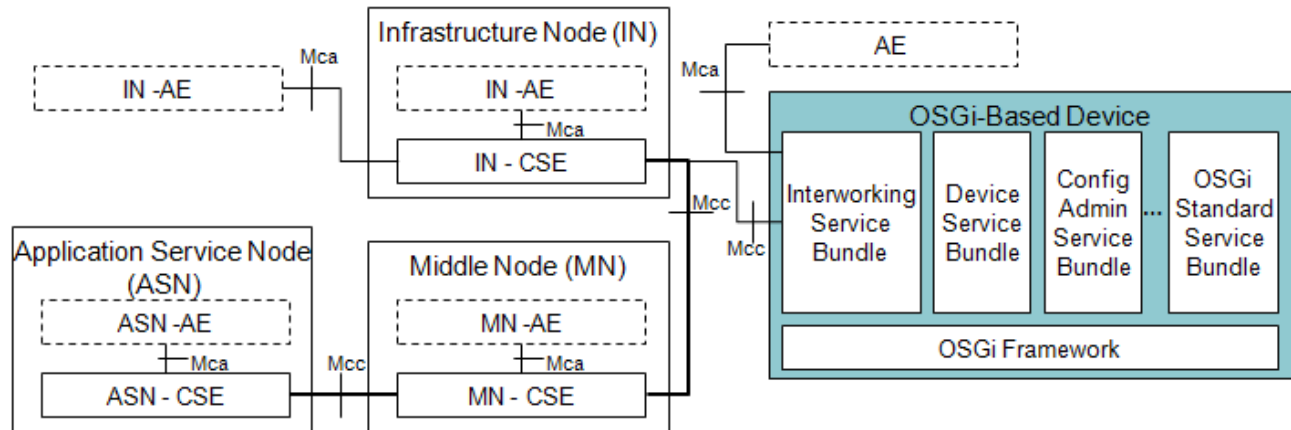 Infrastructure Node (IN)
Mca
IN -AE
IN -AE
Mca
IN - CSE
AE
Mca
OSGi-Based Device
Interworking
Service
Bundle
Device
Service
Bundle
Config
Admin
Service
Bundle
...
OSGi
Standard
Service
Bundle
OSGi Framework
Mcc
Mcc
Application Service Node
(ASN)
ASN -AE
Mca
ASN - CSE
Mcc
Middle Node (MN)
MN -AE
Mca
MN - CSE